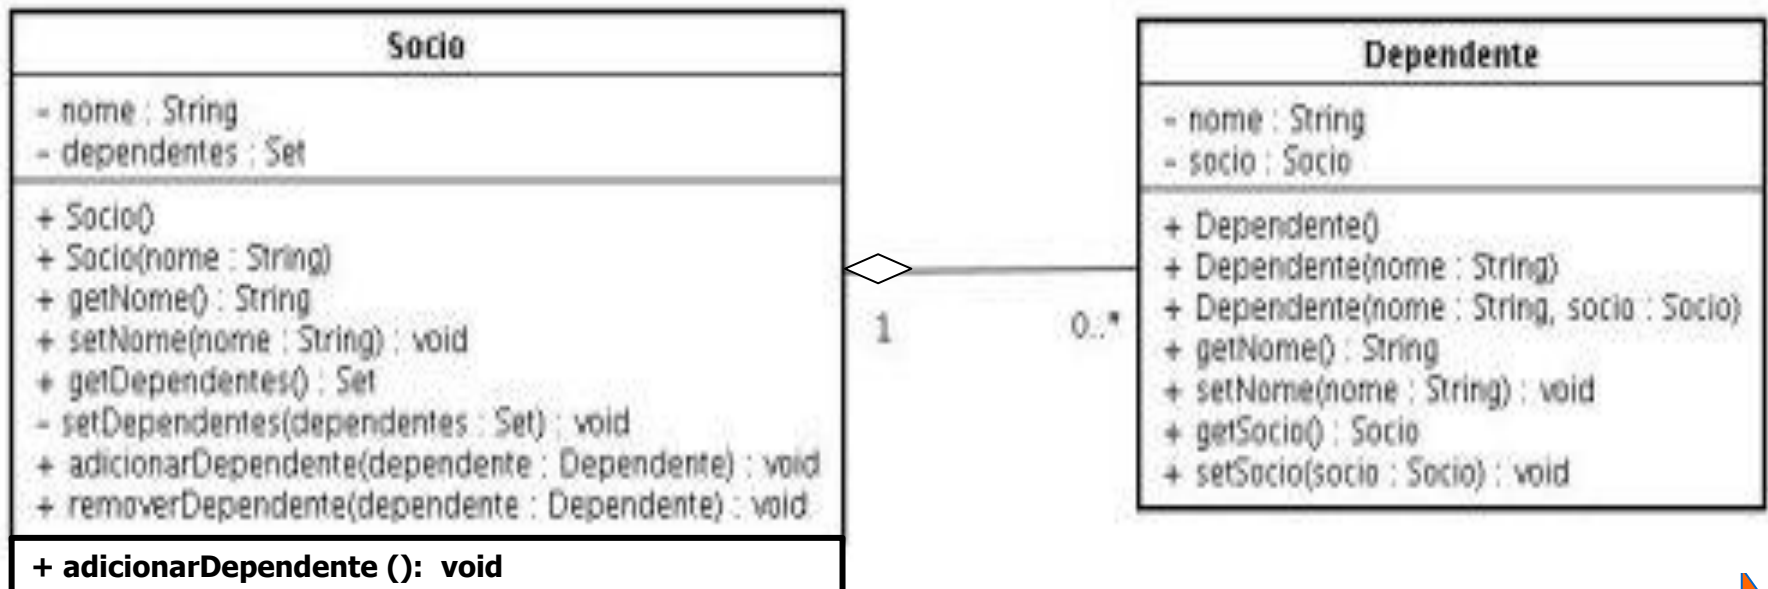 Socio
- nome : String
- dependentes : Set
+ Socio()
+ Socio(nome : String)
+ getNome() : String
+ setNome(nome : String) : void
+ getDependentes() : Set
- setDependentes(dependentes : Set) : void
+ adicionarDependente(dependente : Dependente) : void
+ removerDependente(dependente : Dependente) : void
+ adicionarDependente (): void
1
0..*
Dependente
- nome : String
- socio : Socio
+ Dependente()
+ Dependente(nome : String)
+ Dependente(nome : String, socio : Socio)
+ getNome() : String
+ setNome(nome : String) : void
+ getSocio() : Socio
+ setSocio(socio : Socio) : void